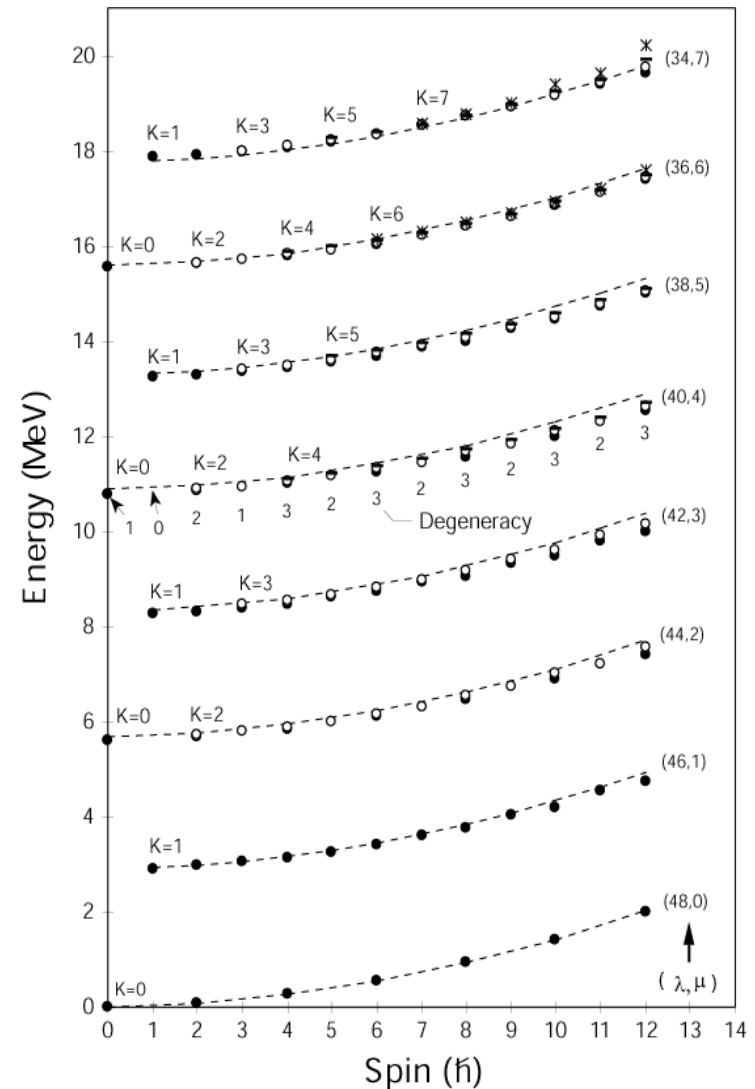 20
(34,7)
K=7
K=5
K=3
K=1
18
(36,6)
K=6
K=4
K=2
K=0
16
(38,5)
14
K=5
K=3
K=1
(40,4)
12
K=4
K=2
K=0
1 0 2 1 3 2 3 2 3 2 3 2 3
Degeneracy
(42,3)
10
K=3
K=1
8
(44,2)
K=2
K=0
6
(46,1)
4
K=1
2
(48,0)
K=0
0
( λ,μ )
0 1 2 3 4 5 6 7 8 9 10 11 12 13 14
Spin (ℏ)
Energy (MeV)